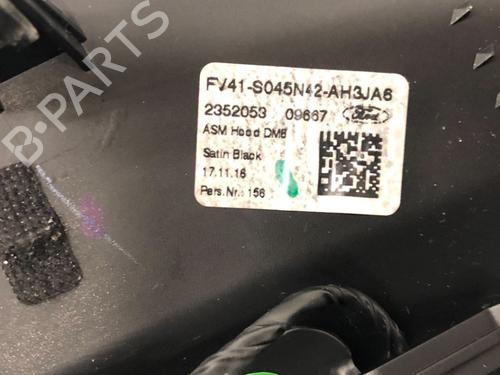 B-PARTS
FV41-S045N42-AH3JA6
2352053 09667 Ford
ASM Hood DMB
Satin Black
17.11.16
Pers.Nr.: 156